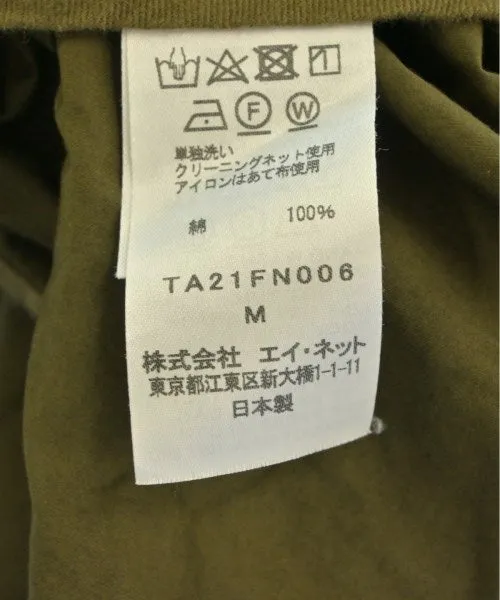 F W
単独洗い
クリーニングネット使用
アイロンはあて布使用
綿 100%
TA21FN006
M
株式会社 エイ・ネット
東京都江東区新大橋1-1-11
日本製